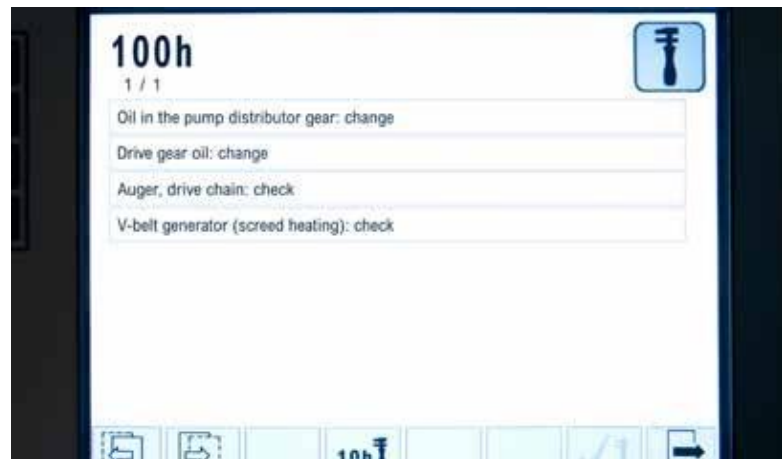 100h
1 / 1
Oil in the pump distributor gear: change
Drive gear oil: change
Auger, drive chain: check
V-belt generator (screed heating): check
10h